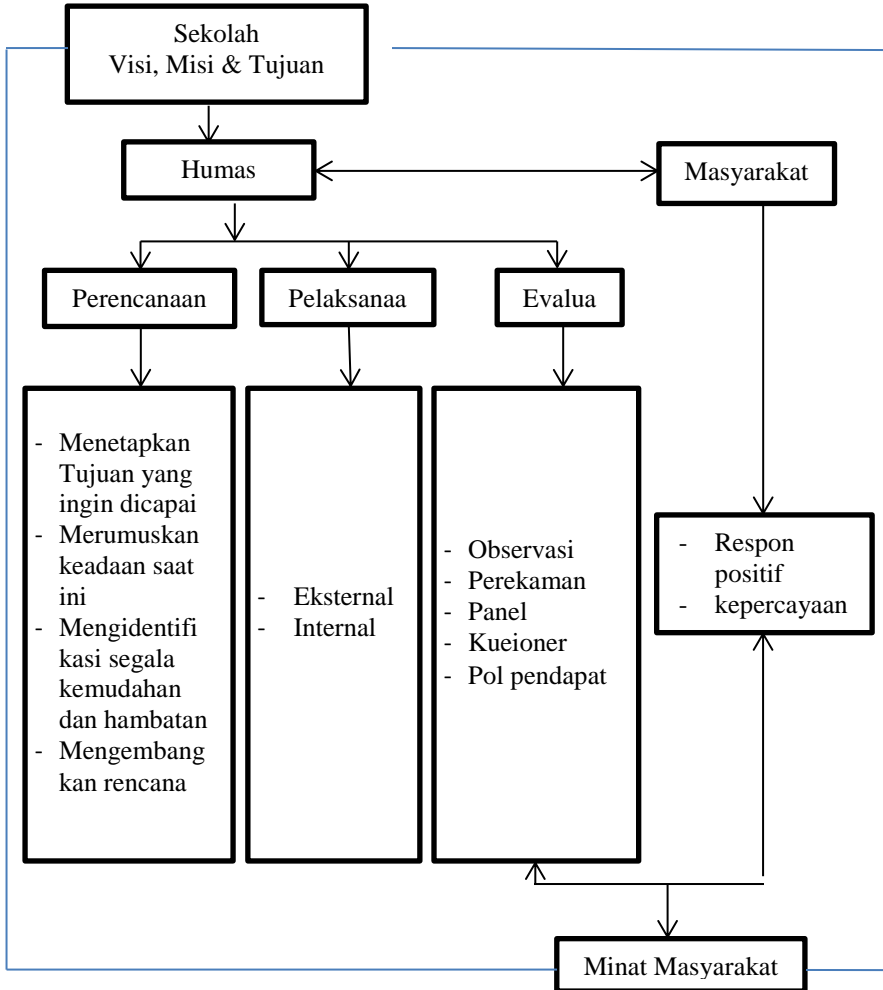 Sekolah
Visi, Misi & Tujuan
Humas
Masyarakat
Perencanaan
Pelaksanaa
Evalua
- Menetapkan
Tujuan yang
ingin dicapai
- Merumuskan
keadaan saat
ini
- Mengidentifi
kasi segala
kemudahan
dan hambatan
- Mengembang
kan rencana
- Eksternal
- Internal
- Observasi
- Perekaman
- Panel
- Kueioner
- Pol pendapat
- Respon
positif
- kepercayaan
Minat Masyarakat